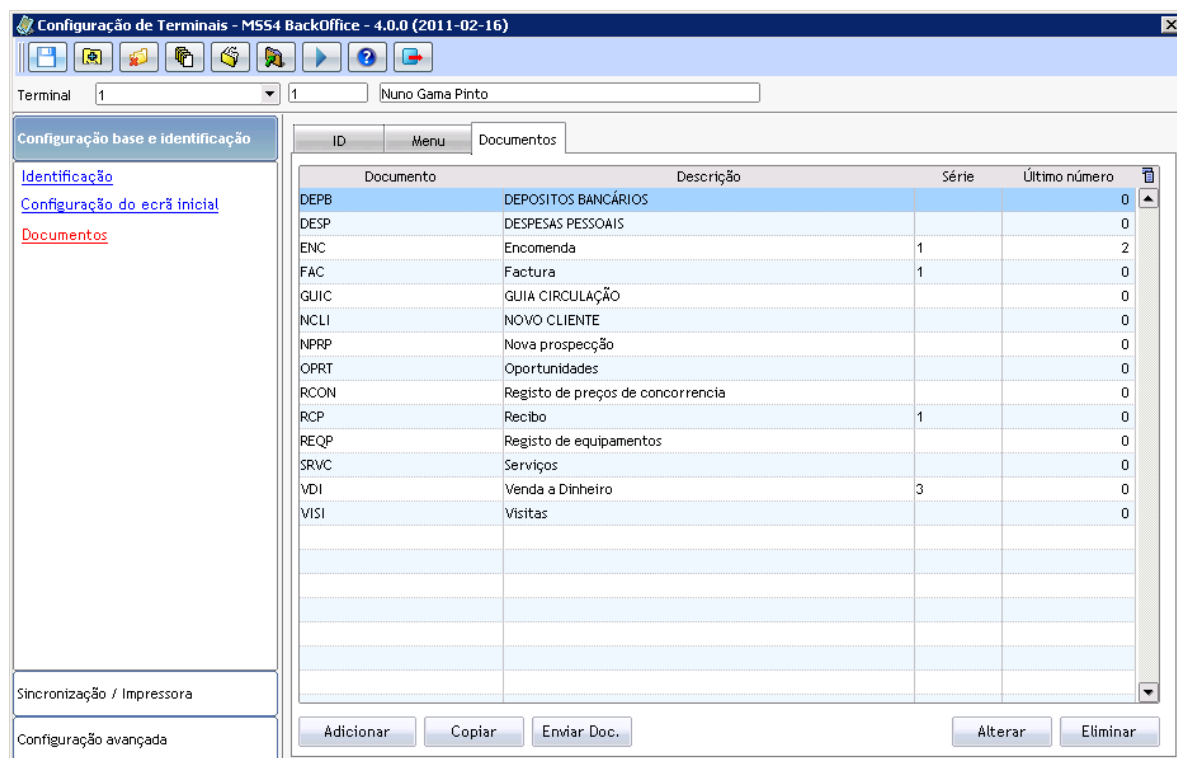 Configuração de Terminais - MSS4 BackOffice - 4.0.0 (2011-02-16)
Terminal 1 1 Nuno Gama Pinto
Configuração base e identificação
Identificação
Configuração do ecrã inicial
Documentos
Sincronização / Impressora
Configuração avançada
ID Menu Documentos
Documento Descrição Série Último número
DEPB DEPOSITOS BANCÁRIOS 0
DESP DESPESAS PESSOAIS 0
ENC Encomenda 1 2
FAC Factura 1 0
GUIC GUIA CIRCULAÇÃO 0
NCLI NOVO CLIENTE 0
NPRP Nova prospecção 0
OPRT Oportunidades 0
RCON Registo de preços de concorrencia 0
RCP Recibo 1 0
REQP Registo de equipamentos 0
SRVC Serviços 0
VDI Venda a Dinheiro 3 0
VISI Visitas 0
Adicionar Copiar Enviar Doc. Alterar Eliminar